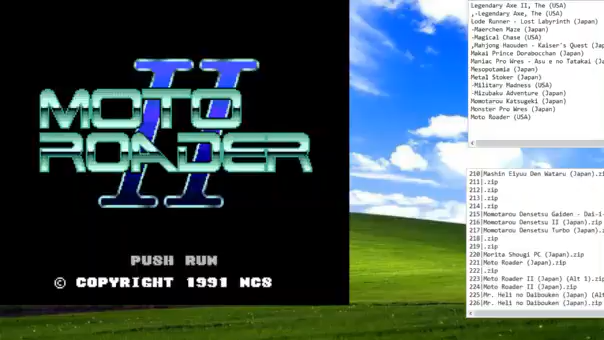 MOTO
ROADER
II
PUSH RUN
© COPYRIGHT 1991 NCS
Legendary Axe II, The (USA)
,-Legendary Axe, The (USA)
Lode Runner - Lost Labyrinth (Japan)
-Maerchen Maze (Japan)
-Magical Chase (USA)
,Mahjong Haouden - Kaiser's Quest (Jap
Makai Prince Dorabocchan (Japan)
Maniac Pro Wres - Asu e no Tatakai (Ja
Mesopotamia (Japan)
Metal Stoker (Japan)
-Military Madness (USA)
-Mizubaku Adventure (Japan)
Momotarou Katsugeki (Japan)
Monster Pro Wres (Japan)
Moto Roader (USA)
210|Mashin Eiyuu Den Wataru (Japan).zi
211|.zip
212|.zip
213|.zip
214|.zip
215|Momotarou Densetsu Gaiden - Dai-1-
216|Momotarou Densetsu II (Japan).zip
217|Momotarou Densetsu Turbo (Japan).zi
218|.zip
219|.zip
220|Morita Shougi PC (Japan).zip
221|Moto Roader (Japan).zip
222|.zip
223|Moto Roader II (Japan) (Alt 1).zip
224|Moto Roader II (Japan).zip
225|Mr. Heli no Daibouken (Japan) (Alt
226|Mr. Heli no Daibouken (Japan).zip